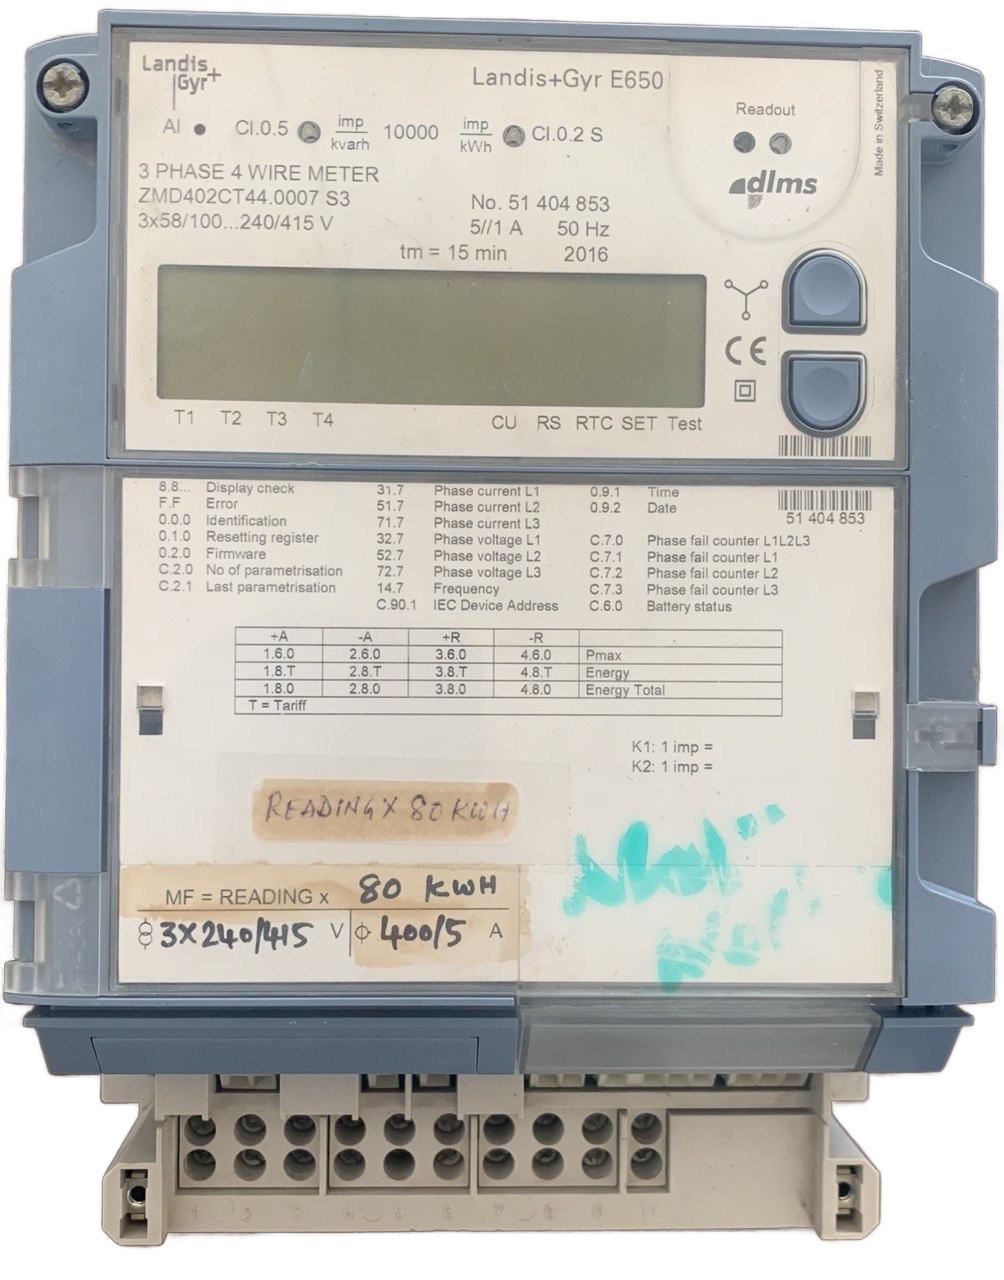 Landis+Gyr+
Landis+Gyr E650
Readout
Made in Switzerland
Al Cl.0.5 imp/kvarh 10000 imp/kWh Cl.0.2 S
dlms
3 PHASE 4 WIRE METER
ZMD402CT44.0007 S3
No. 51 404 853
3x58/100...240/415 V
5//1 A 50 Hz
tm = 15 min 2016
CE
T1 T2 T3 T4 CU RS RTC SET Test
8.8... Display check 31.7 Phase current L1 0.9.1 Time
F.F Error 51.7 Phase current L2 0.9.2 Date
51 404 853
0.0.0 Identification 71.7 Phase current L3
0.1.0 Resetting register 32.7 Phase voltage L1 C.7.0 Phase fail counter L1L2L3
0.2.0 Firmware 52.7 Phase voltage L2 C.7.1 Phase fail counter L1
C.2.0 No of parametrisation 72.7 Phase voltage L3 C.7.2 Phase fail counter L2
C.2.1 Last parametrisation 14.7 Frequency C.7.3 Phase fail counter L3
C.90.1 IEC Device Address C.6.0 Battery status
+A -A +R -R
1.6.0 2.6.0 3.6.0 4.6.0 Pmax
1.8.T 2.8.T 3.8.T 4.8.T Energy
1.8.0 2.8.0 3.8.0 4.8.0 Energy Total
T = Tariff
K1: 1 imp =
K2: 1 imp =
READING X 80 KWH
MF = READING x 80 KWH
3X240/415 V 400/5 A
1 2 3 4 5 6 7 8 9 11